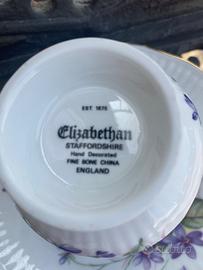 EST 1875
Elizabethan
STAFFORDSHIRE
Hand Decorated
FINE BONE CHINA
ENGLAND